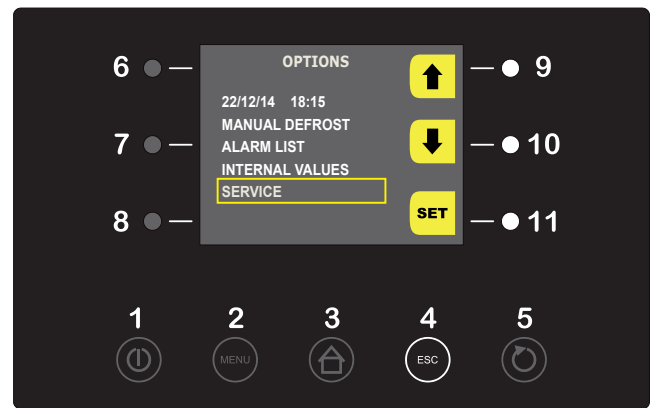 OPTIONS
6
9
22/12/14 18:15
MANUAL DEFROST
7
ALARM LIST
10
INTERNAL VALUES
SERVICE
8
SET
11
1 2 3 4 5
MENU
ESC